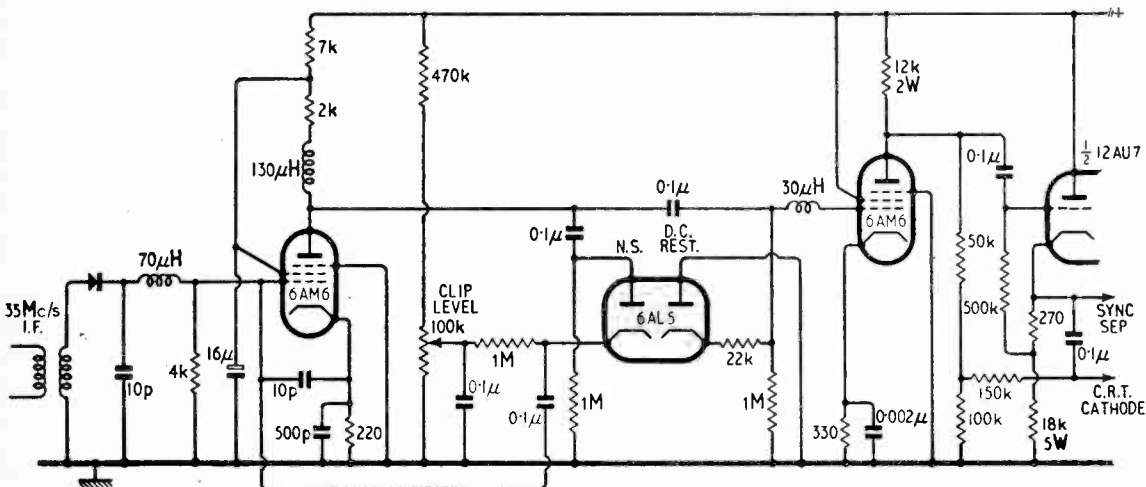 7k
2k
130µH
470k
12k
2W
½ 12AU7
0·1µ
0·1µ
30µH
0·1µ
N.S.
D.C.
REST.
6AM6
50k
500k
70µH
6AM6
33Mc/s
I.F.
CLIP
LEVEL
100k
6AL5
270
SYNC
SEP
0·1µ
10p
4k
16µ
10p
1M
22k
0·1µ
0·1µ
1M
1M
150k
C.R.T.
CATHODE
500p
220
330
0·002µ
100k
18k
5W